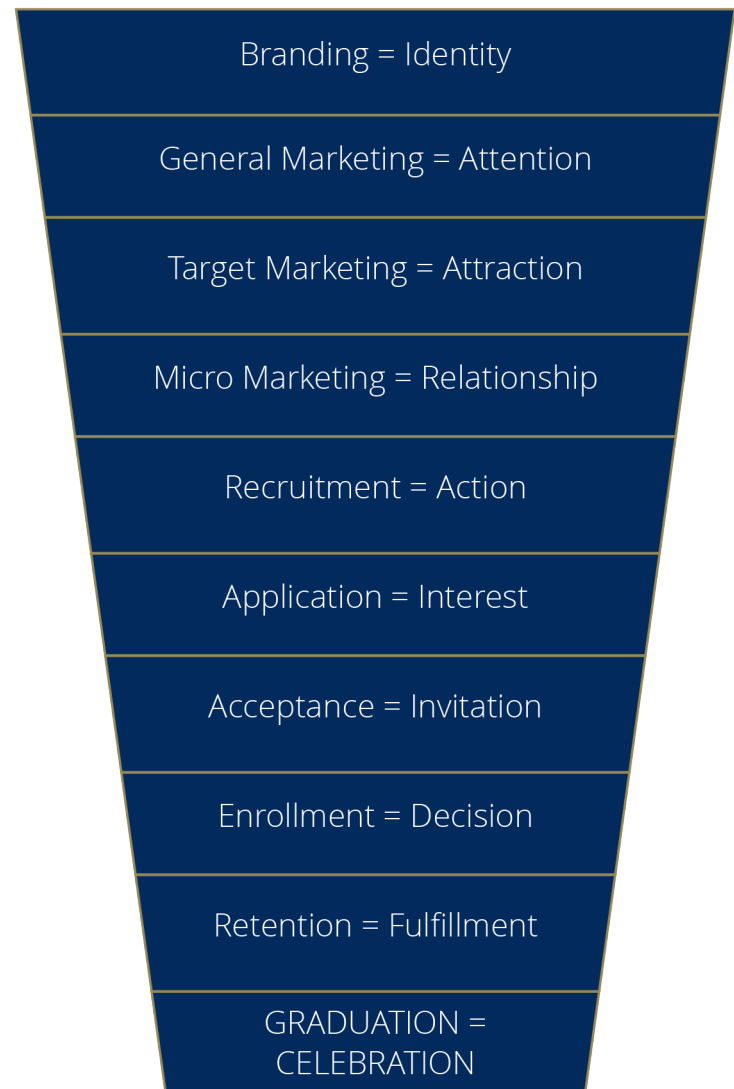 Branding = Identity
General Marketing = Attention
Target Marketing = Attraction
Micro Marketing = Relationship
Recruitment = Action
Application = Interest
Acceptance = Invitation
Enrollment = Decision
Retention = Fulfillment
GRADUATION =
CELEBRATION